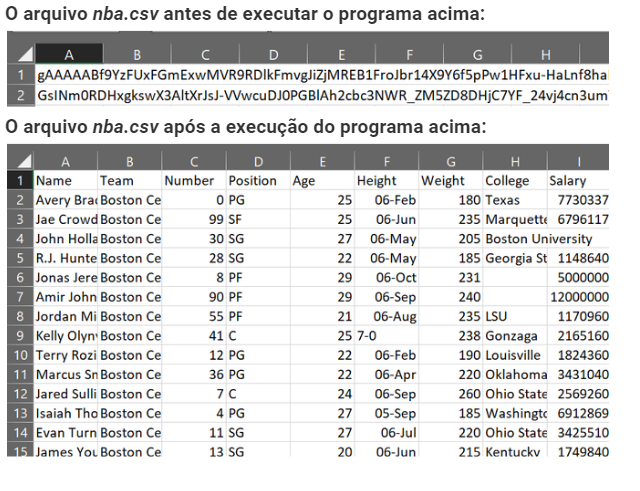 O arquivo nba.csv antes de executar o programa acima:
A B C D E F G H
1 gAAAAABf9YzFUxFGmExwMVR9RDlkFmvgJiZjMREB1FroJbr14X9Y6f5pPw1HFxu-HaLnf8ha
2 GsINm0RDHxgkswX3AltXrJsJ-VVwcuDJ0PGBlAh2cbc3NWR_ZM5ZD8DHjC7YF_24vj4cn3um
O arquivo nba.csv após a execução do programa acima:
A B C D E F G H I
1 Name Team Number Position Age Height Weight College Salary
2 Avery Bra Boston Ce 0 PG 25 06-Feb 180 Texas 7730337
3 Jae Crowd Boston Ce 99 SF 25 06-Jun 235 Marquette 6796117
4 John Holla Boston Ce 30 SG 27 06-May 205 Boston University
5 R.J. Hunte Boston Ce 28 SG 22 06-May 185 Georgia St 1148640
6 Jonas Jere Boston Ce 8 PF 29 06-Oct 231 5000000
7 Amir John Boston Ce 90 PF 29 06-Sep 240 12000000
8 Jordan Mi Boston Ce 55 PF 21 06-Aug 235 LSU 1170960
9 Kelly Olyn Boston Ce 41 C 25 7-0 238 Gonzaga 2165160
10 Terry Rozi Boston Ce 12 PG 22 06-Feb 190 Louisville 1824360
11 Marcus Sn Boston Ce 36 PG 22 06-Apr 220 Oklahoma 3431040
12 Jared Sulli Boston Ce 7 C 24 06-Sep 260 Ohio State 2569260
13 Isaiah Tho Boston Ce 4 PG 27 05-Sep 185 Washingto 6912869
14 Evan Turn Boston Ce 11 SG 27 06-Jul 220 Ohio State 3425510
15 James You Boston Ce 13 SG 20 06-Jun 215 Kentucky 1749840